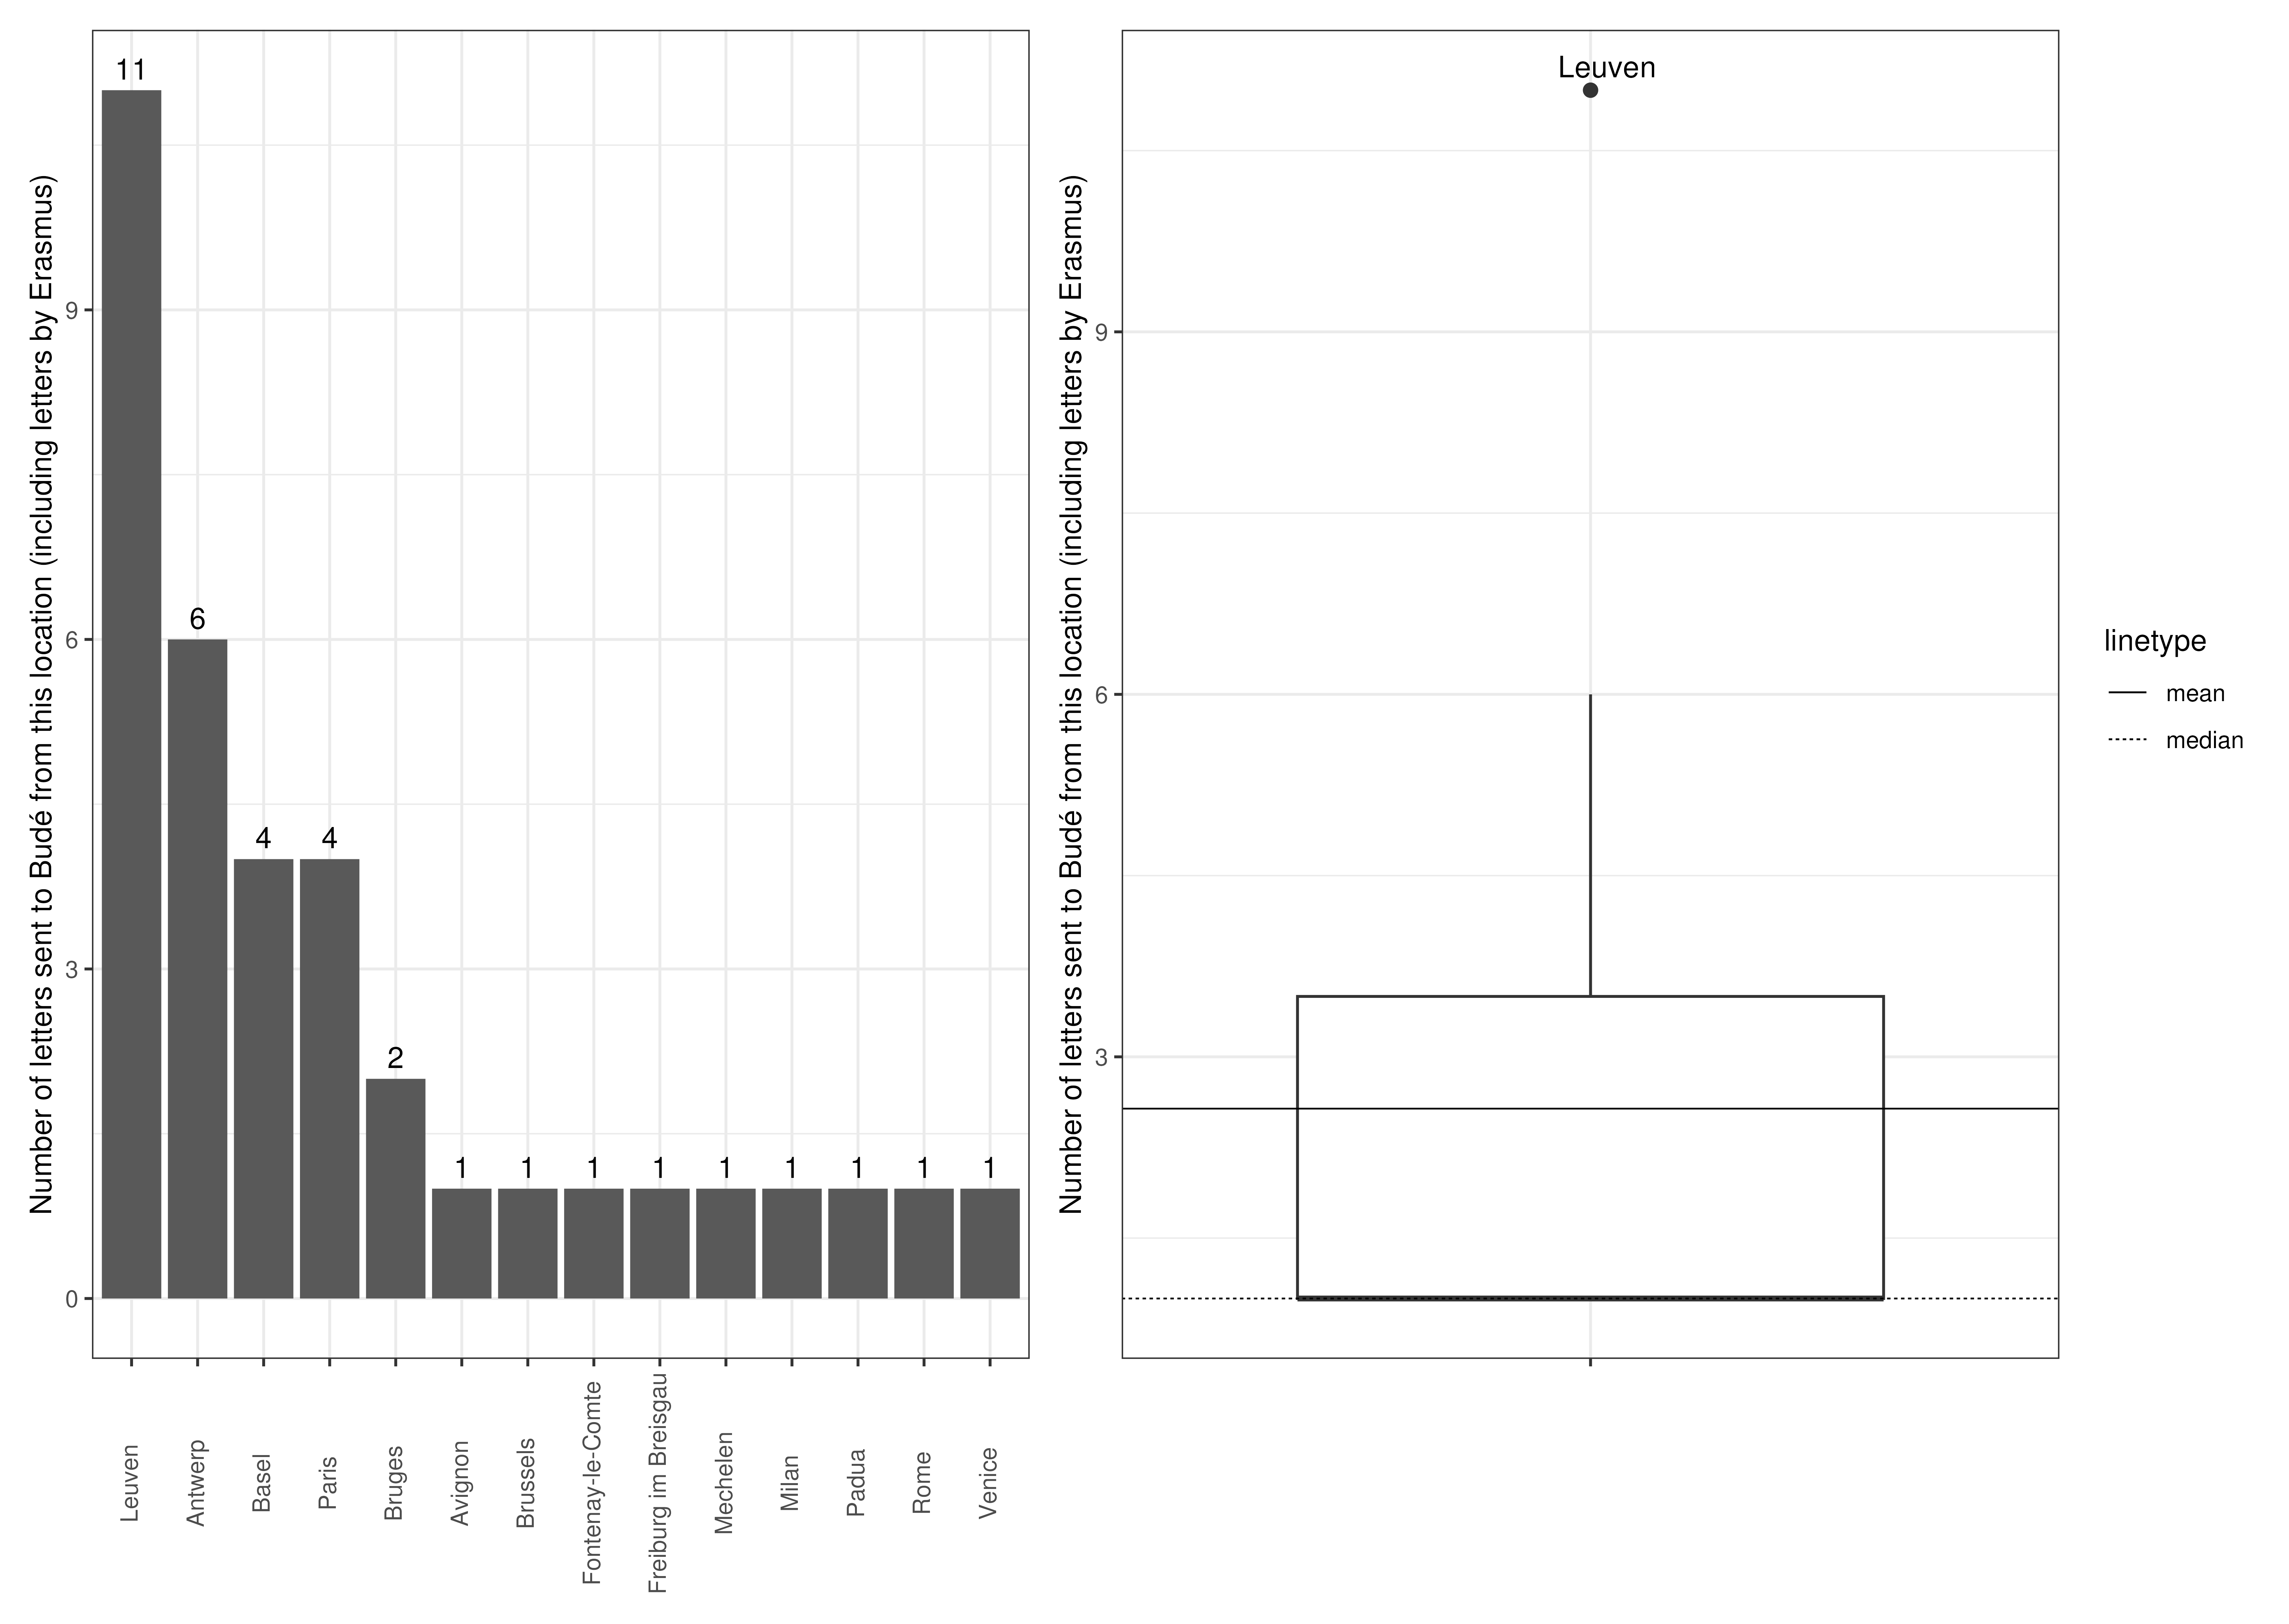 Number of letters sent to Budé from this location (including letters by Erasmus)
9
6
3
0
11
6
4
4
2
1
1
1
1
1
1
1
1
1
Leuven
Antwerp
Basel
Paris
Bruges
Avignon
Brussels
Fontenay-le-Comte
Freiburg im Breisgau
Mechelen
Milan
Padua
Rome
Venice
Number of letters sent to Budé from this location (including letters by Erasmus)
9
6
3
Leuven
linetype
mean
median